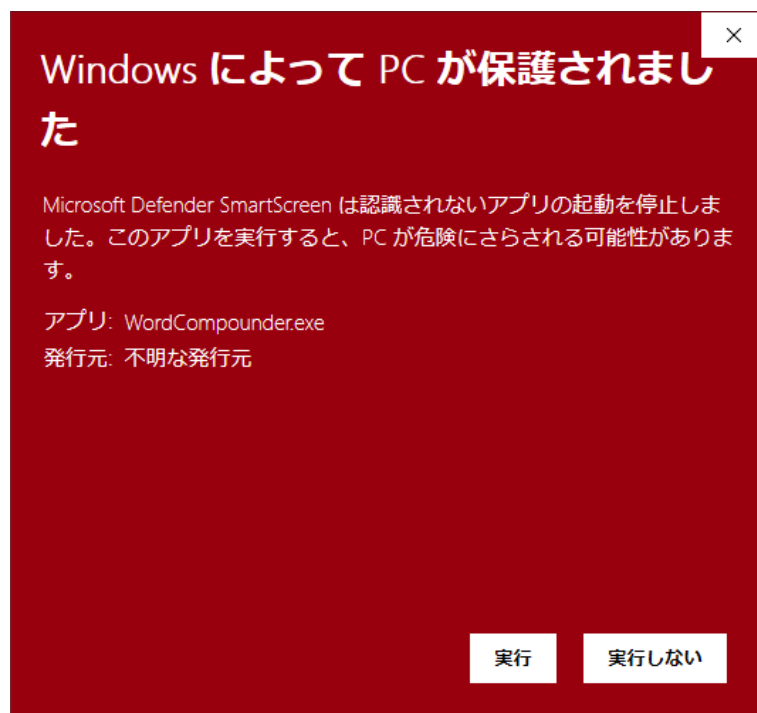 Windows によって PC が保護されまし
た
Microsoft Defender SmartScreen は認識されないアプリの起動を停止しま
した。このアプリを実行すると、PC が危険にさらされる可能性がありま
す。
アプリ: WordCompounder.exe
発行元: 不明な発行元
実行 実行しない